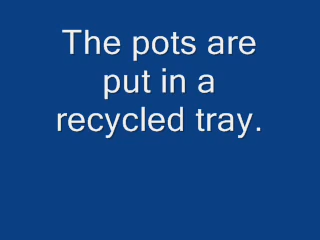 The pots are
put in a
recycled tray.